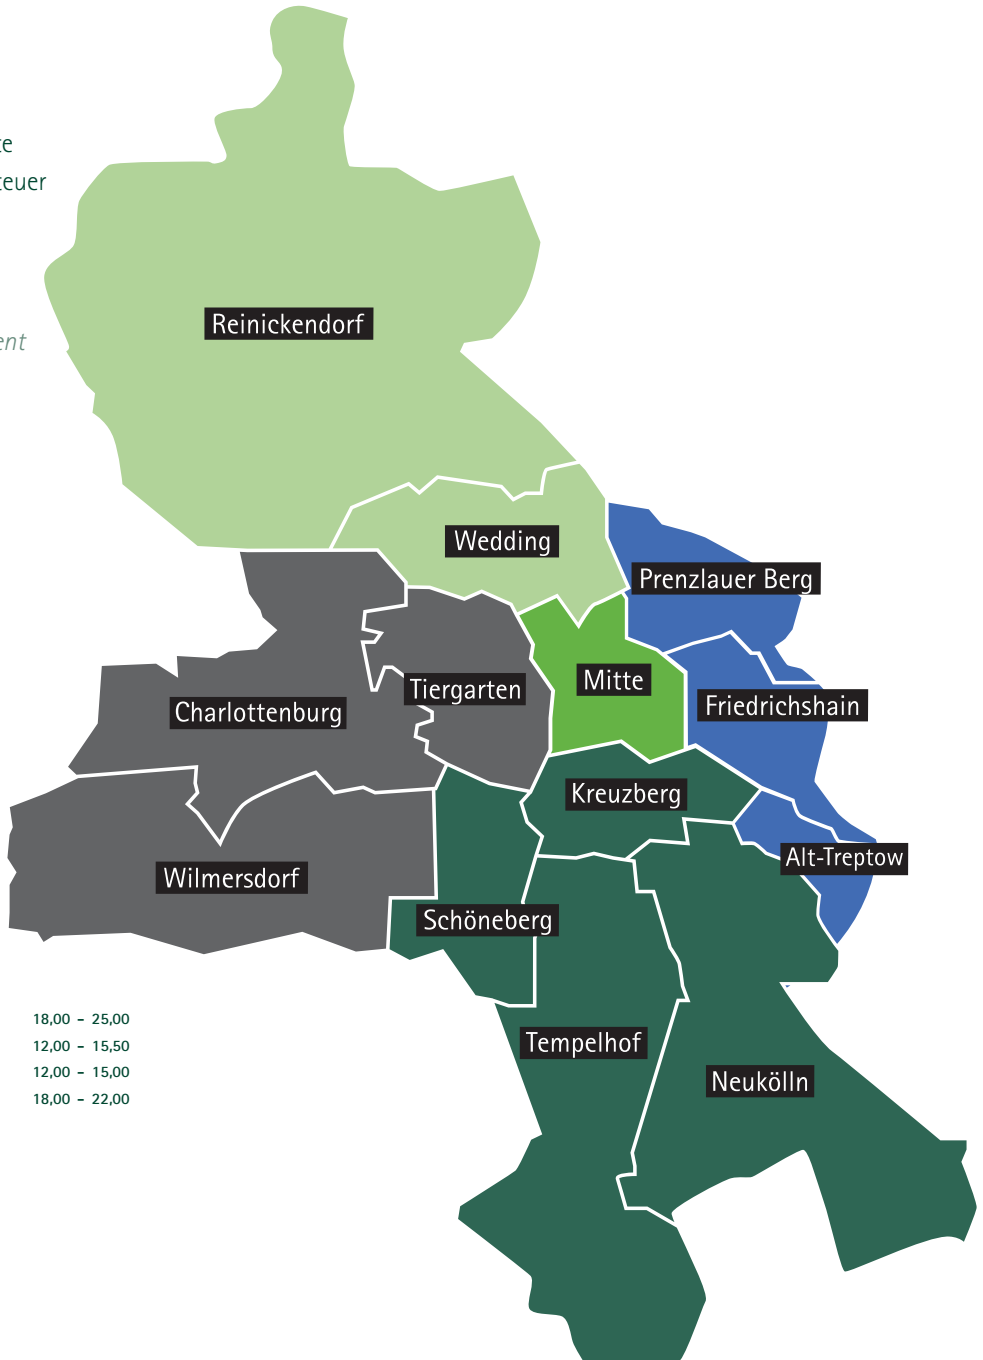 teuer
Reinickendorf
Wedding
Prenzlauer Berg
Mitte
Tiergarten
Friedrichshain
Charlottenburg
Kreuzberg
Alt-Treptow
Wilmersdorf
Schöneberg
18,00 – 25,00
12,00 – 15,50
12,00 – 15,00
18,00 – 22,00
Tempelhof
Neukölln